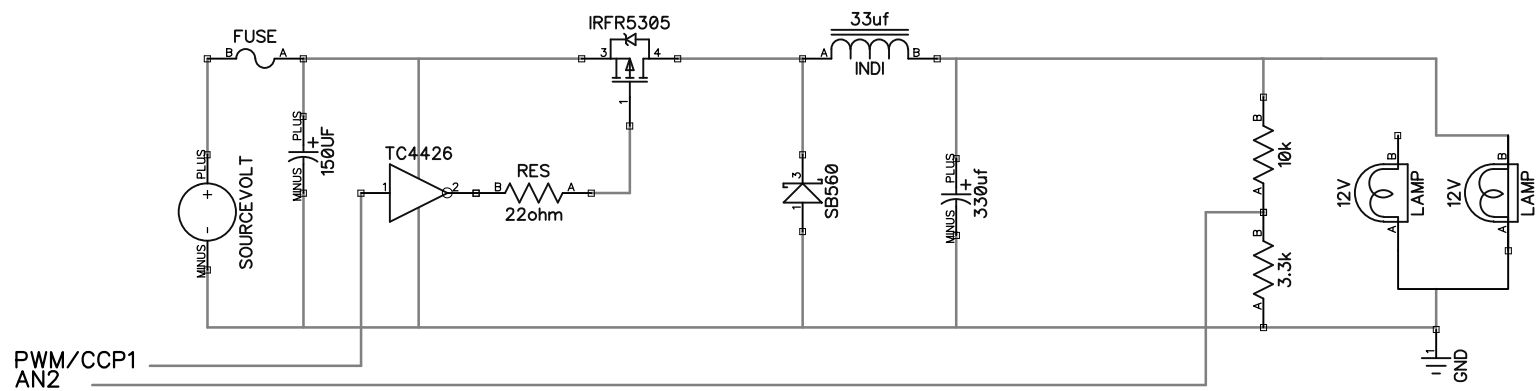 IRFR5305
33uf
FUSE
B
A
3
4
A
B
INDI
1
PLUS
+
150UF
MINUS
TC4426
1
2
RES
B
A
22ohm
PLUS
+
-
MINUS
SOURCEVOLT
3
1
SB560
PLUS
+
330uf
MINUS
B
10k
A
B
3.3k
A
B
12V
LAMP
A
B
12V
LAMP
A
PWM/CCP1
AN2
1
GND